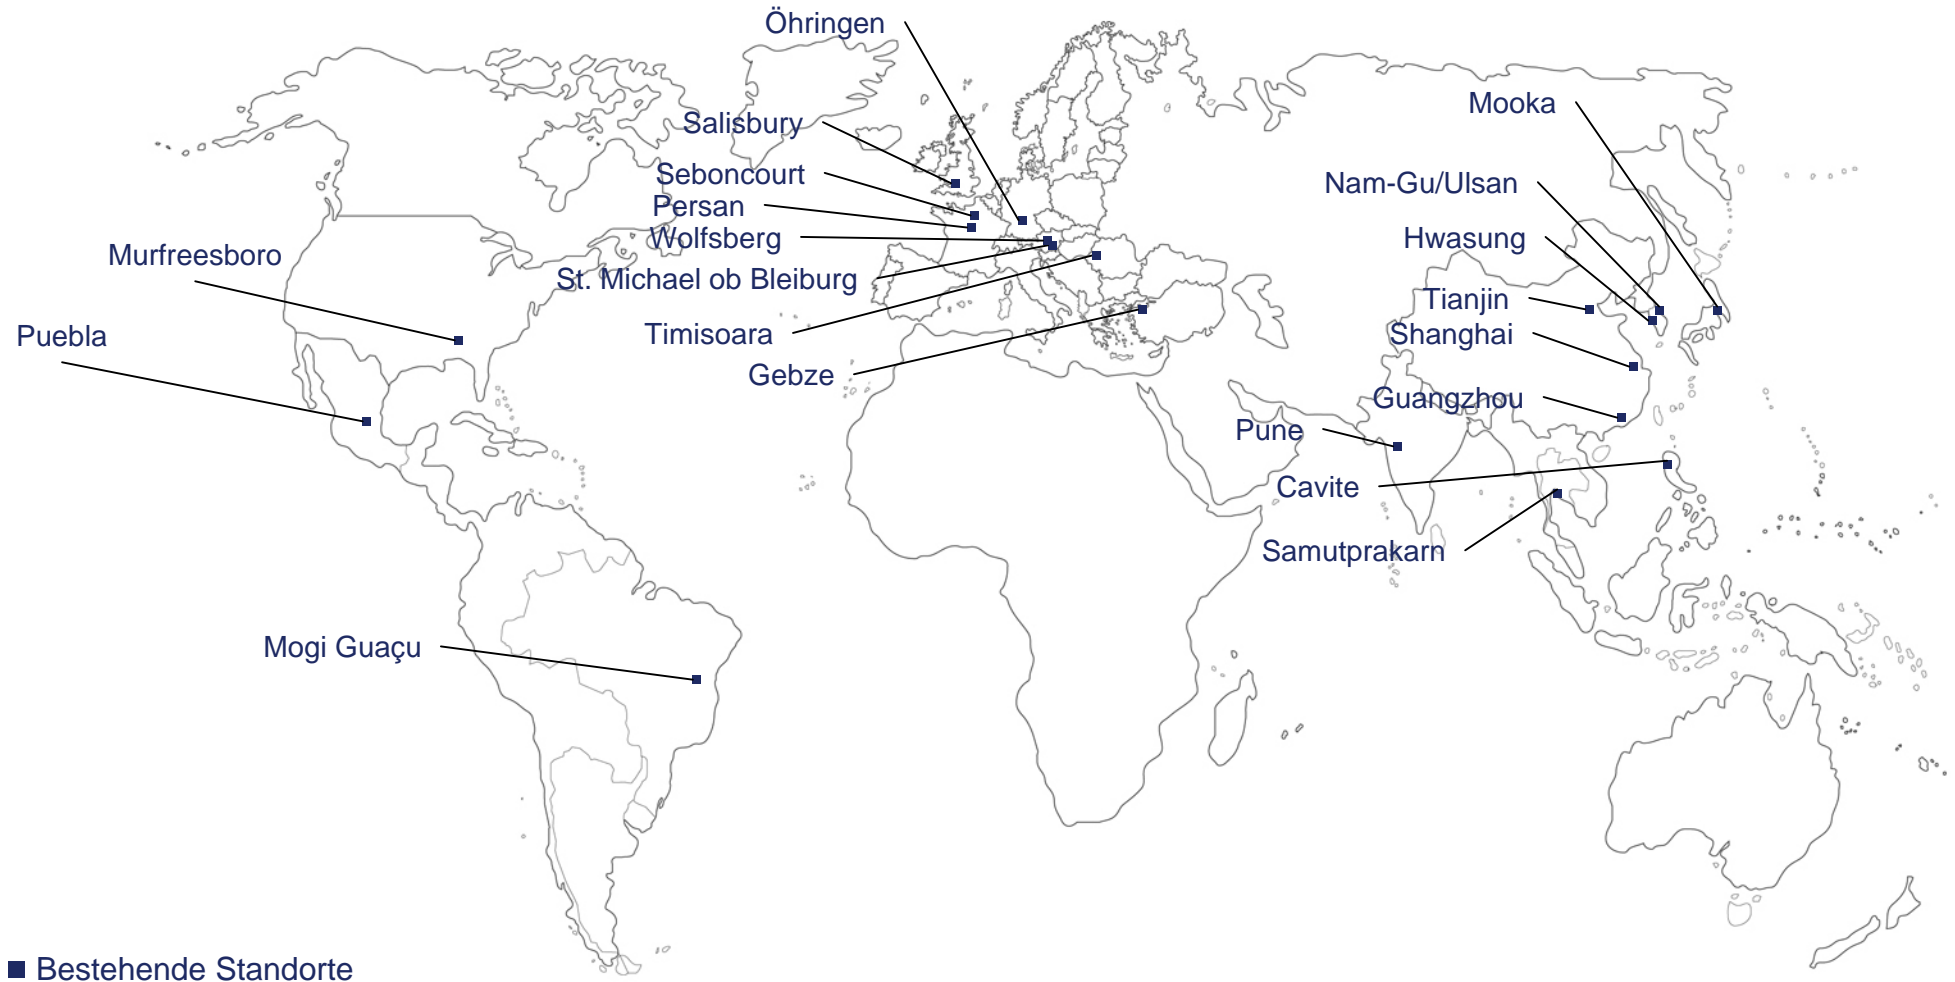 Öhringen
Mooka
Salisbury
Seboncourt
Nam-Gu/Ulsan
Persan
Wolfsberg
Hwasung
Murfreesboro
St. Michael ob Bleiburg
Tianjin
Puebla
Timisoara
Shanghai
Gebze
Guangzhou
Pune
Cavite
Samutprakarn
Mogi Guaçu
Bestehende Standorte